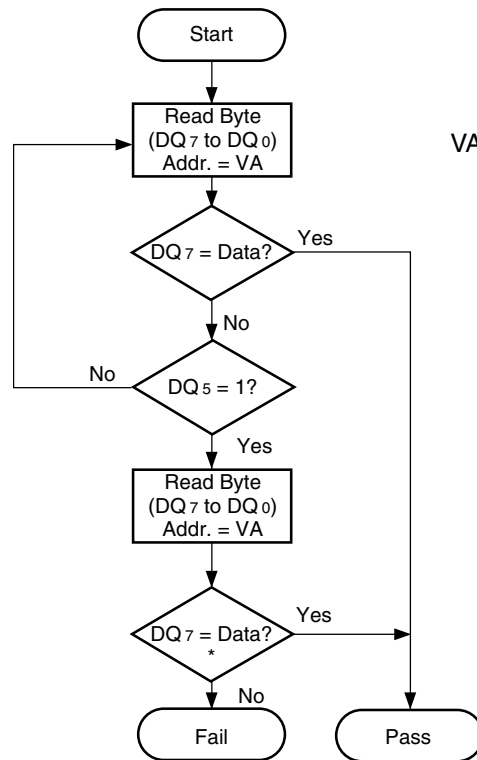 Start
Read Byte
(DQ7 to DQ0)
Addr. = VA
VA
DQ7 = Data?
Yes
No
No
DQ5 = 1?
Yes
Read Byte
(DQ7 to DQ0)
Addr. = VA
DQ7 = Data?
*
Yes
No
Fail
Pass